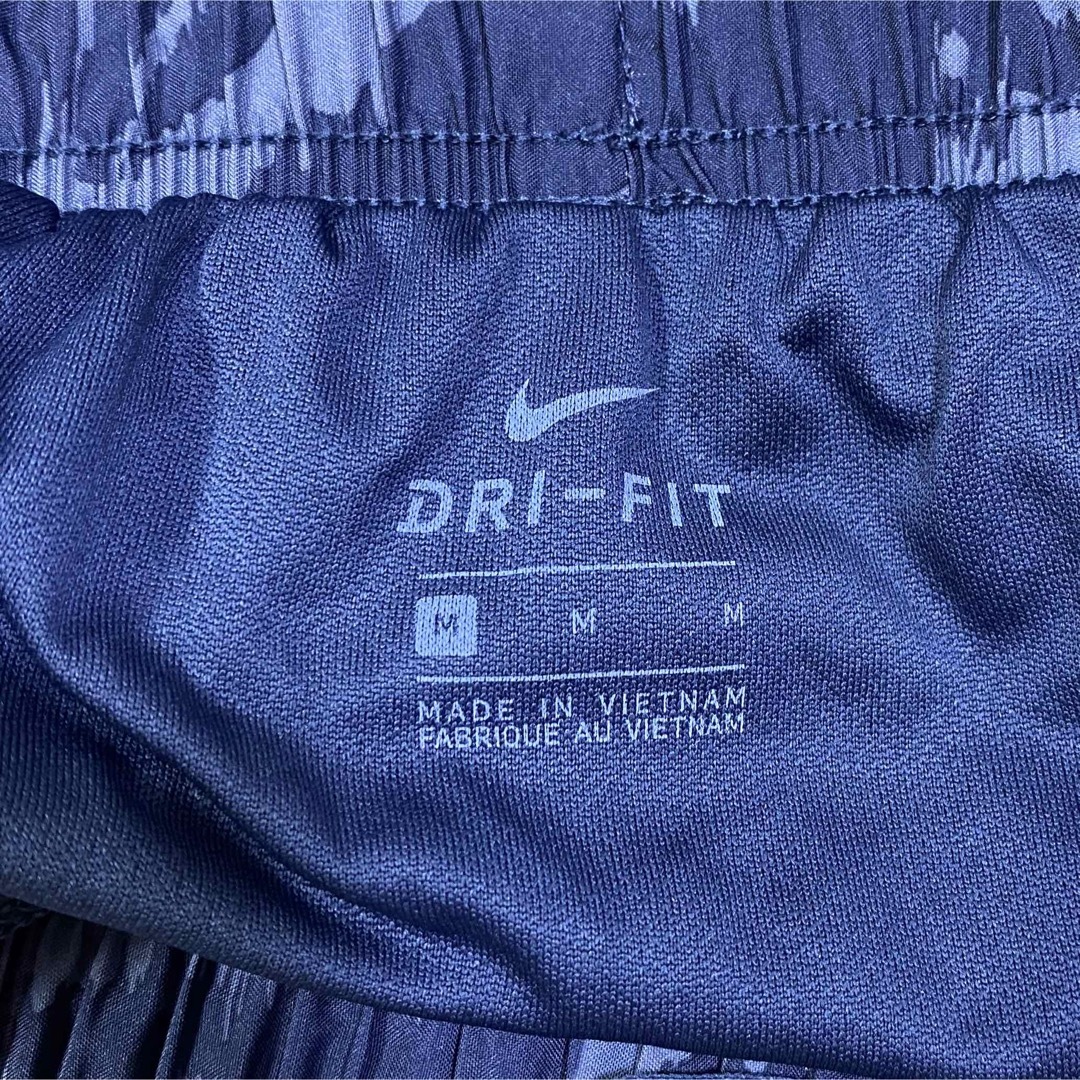 DRI-FIT
M M M
MADE IN VIETNAM
FABRIQUE AU VIETNAM